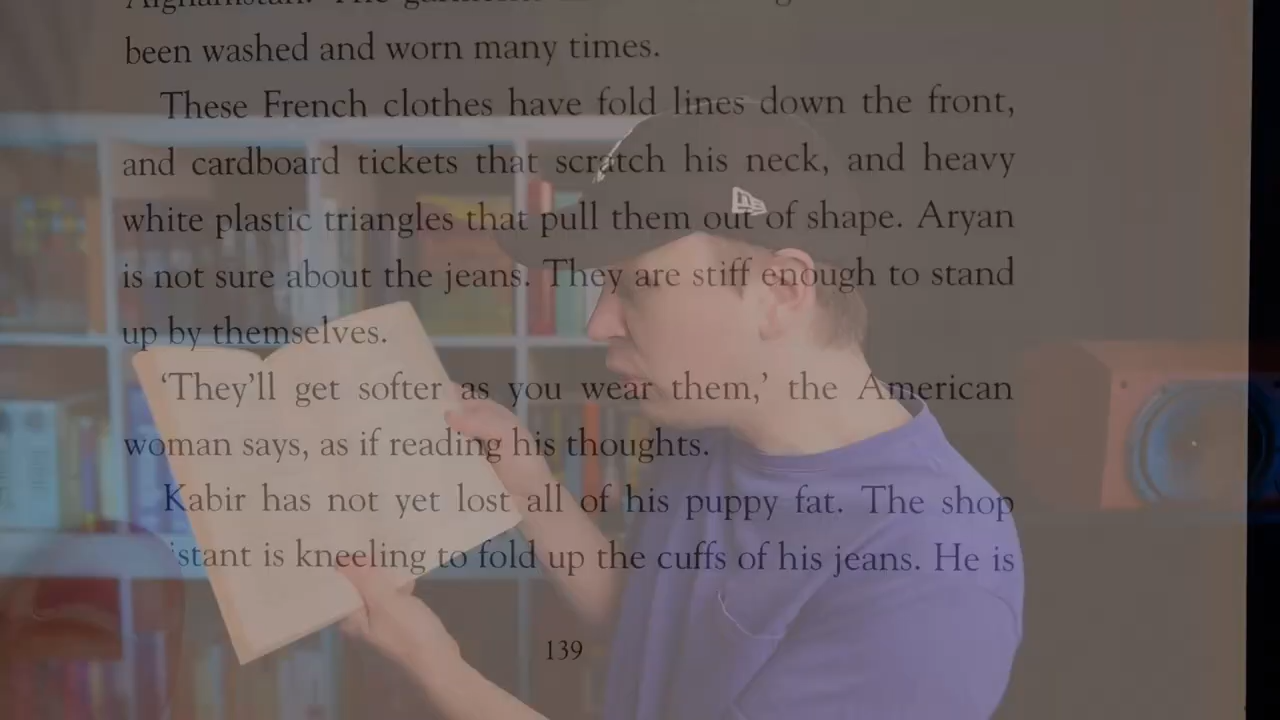 Afghanistan. The garments
been washed and worn many times.
These French clothes have fold lines down the front,
and cardboard tickets that scratch his neck, and heavy
white plastic triangles that pull them out of shape. Aryan
is not sure about the jeans. They are stiff enough to stand
up by themselves.
‘They’ll get softer as you wear them,’ the American
woman says, as if reading his thoughts.
Kabir has not yet lost all of his puppy fat. The shop
istant is kneeling to fold up the cuffs of his jeans. He is
139